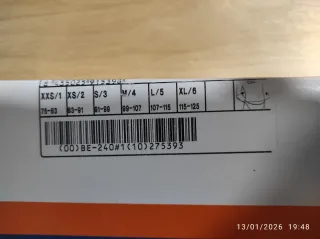 XXS/1 XS/2 S/3 M/4 L/5 XL/6
75-83 83-91 91-99 99-107 107-115 115-125
(00)BE-240#1(10)275393
13/01/2026 19:48